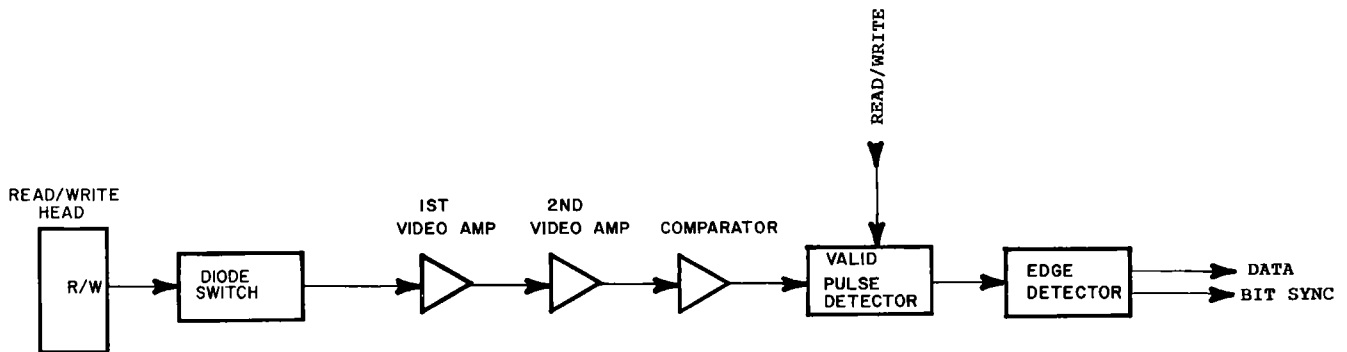 READ/WRITE
READ/WRITE
HEAD
R/W
DIODE
SWITCH
1ST
VIDEO AMP
2ND
VIDEO AMP
COMPARATOR
VALID
PULSE
DETECTOR
EDGE
DETECTOR
DATA
BIT SYNC